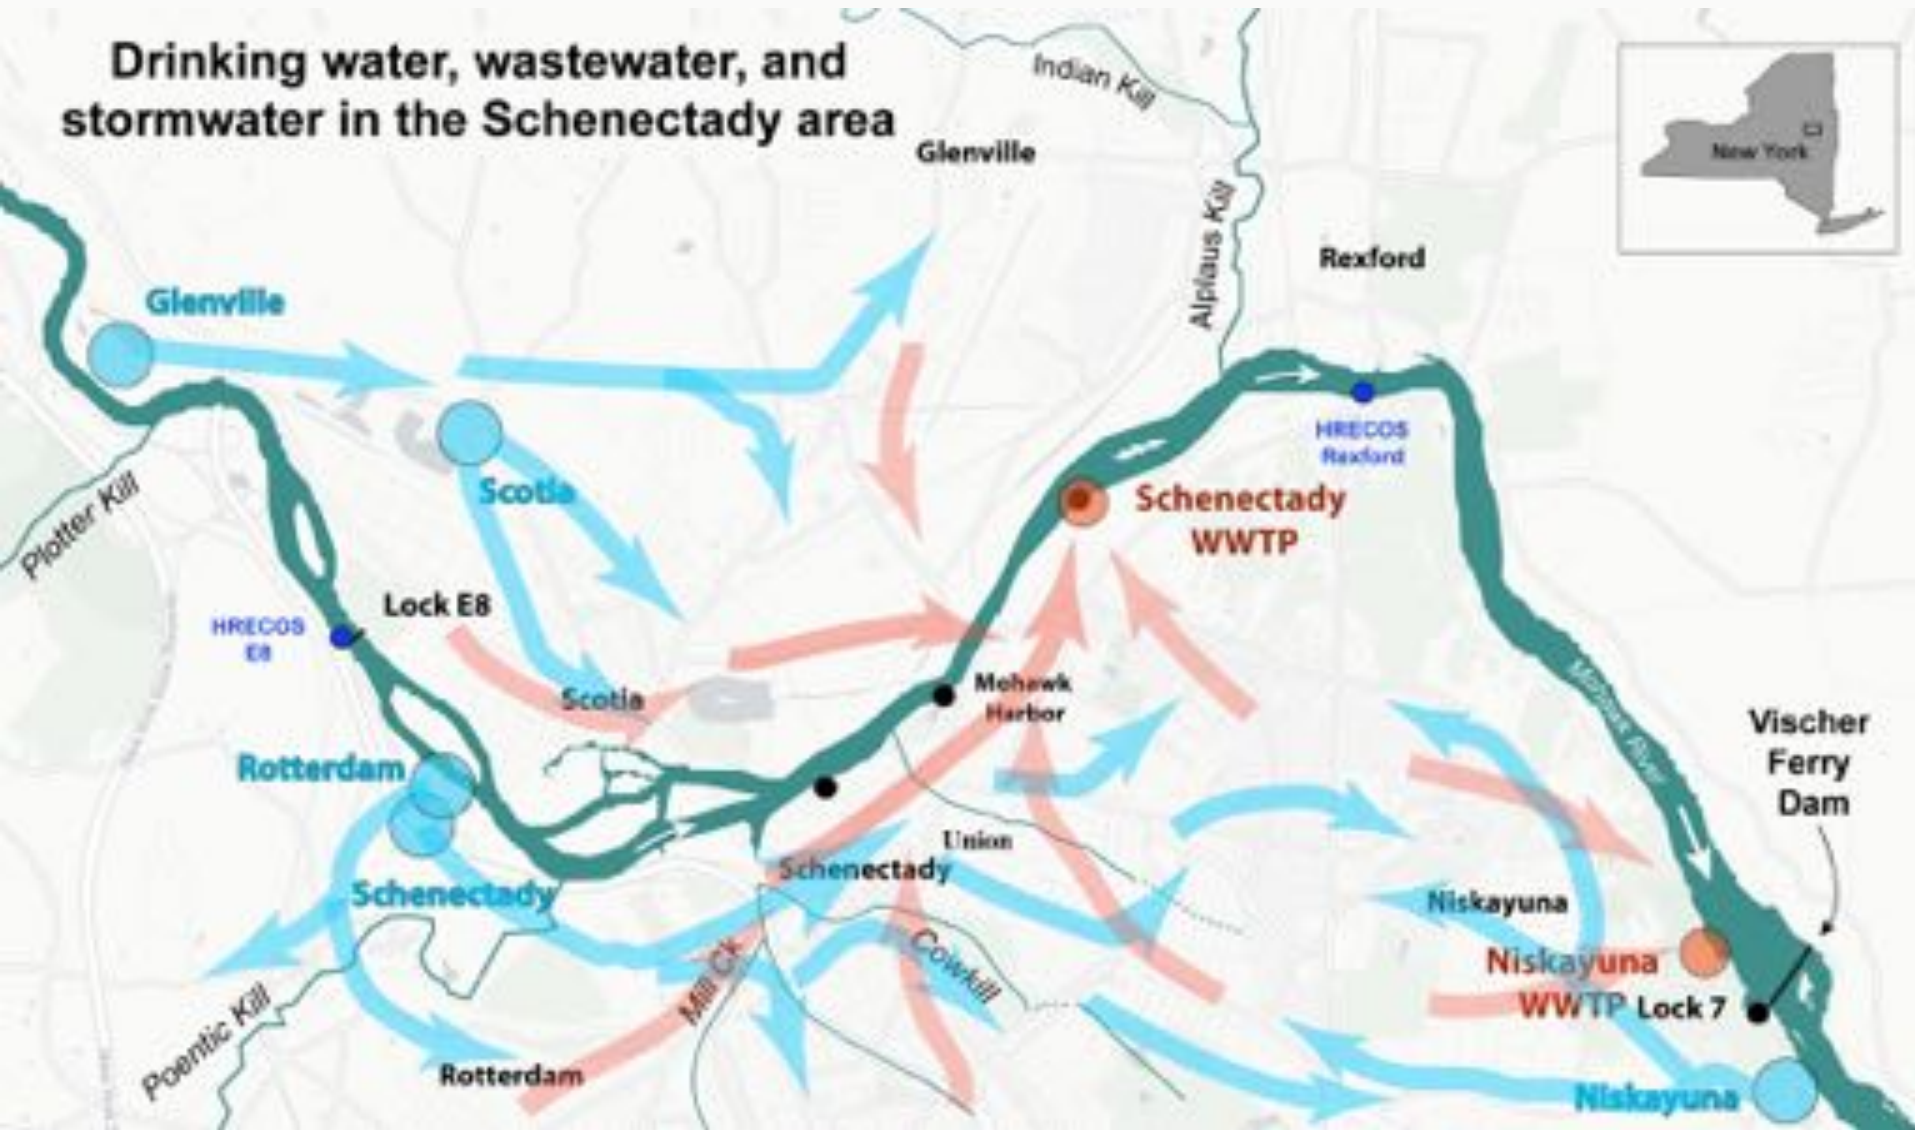 Drinking water, wastewater, and
stormwater in the Schenectady area
Indian Kill
Glenville
New York
Alplaus Kill
Rexford
Glenville
HRECOS
Rexford
Plotter Kill
Scotia
Schenectady
WWTP
Lock E8
HRECOS
E8
Scotia
Mohawk
Harbor
Mohawk River
Vischer
Ferry
Dam
Rotterdam
Union
Schenectady
Schenectady
Niskayuna
Cowkill
Mill Ck
Niskayuna
WWTP
Lock 7
Poentic Kill
Rotterdam
Niskayuna